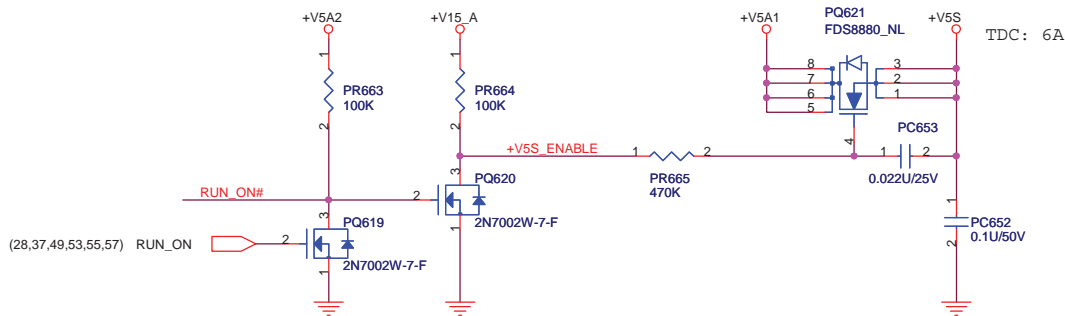 +V5A2
+V15_A
+V5A1
PQ621
FDS8880_NL
+V5S
TDC: 6A
1
PR663
100K
2
1
PR664
100K
2
8
7
6
5
3
2
1
4
+V5S_ENABLE
1
2
PR665
470K
PC653
1
2
0.022U/25V
RUN_ON#
2
3
PQ620
2N7002W-7-F
1
1
PC652
0.1U/50V
2
(28,37,49,53,55,57) RUN_ON
2
3
PQ619
2N7002W-7-F
1